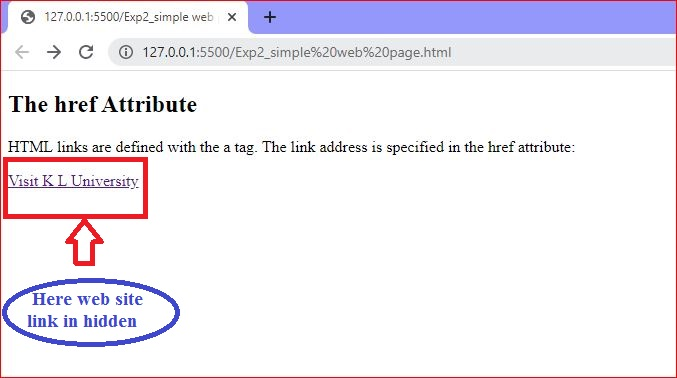 127.0.0.1:5500/Exp2_simple web p
127.0.0.1:5500/Exp2_simple%20web%20page.html
The href Attribute
HTML links are defined with the a tag. The link address is specified in the href attribute:
Visit K L University
Here web site
link in hidden